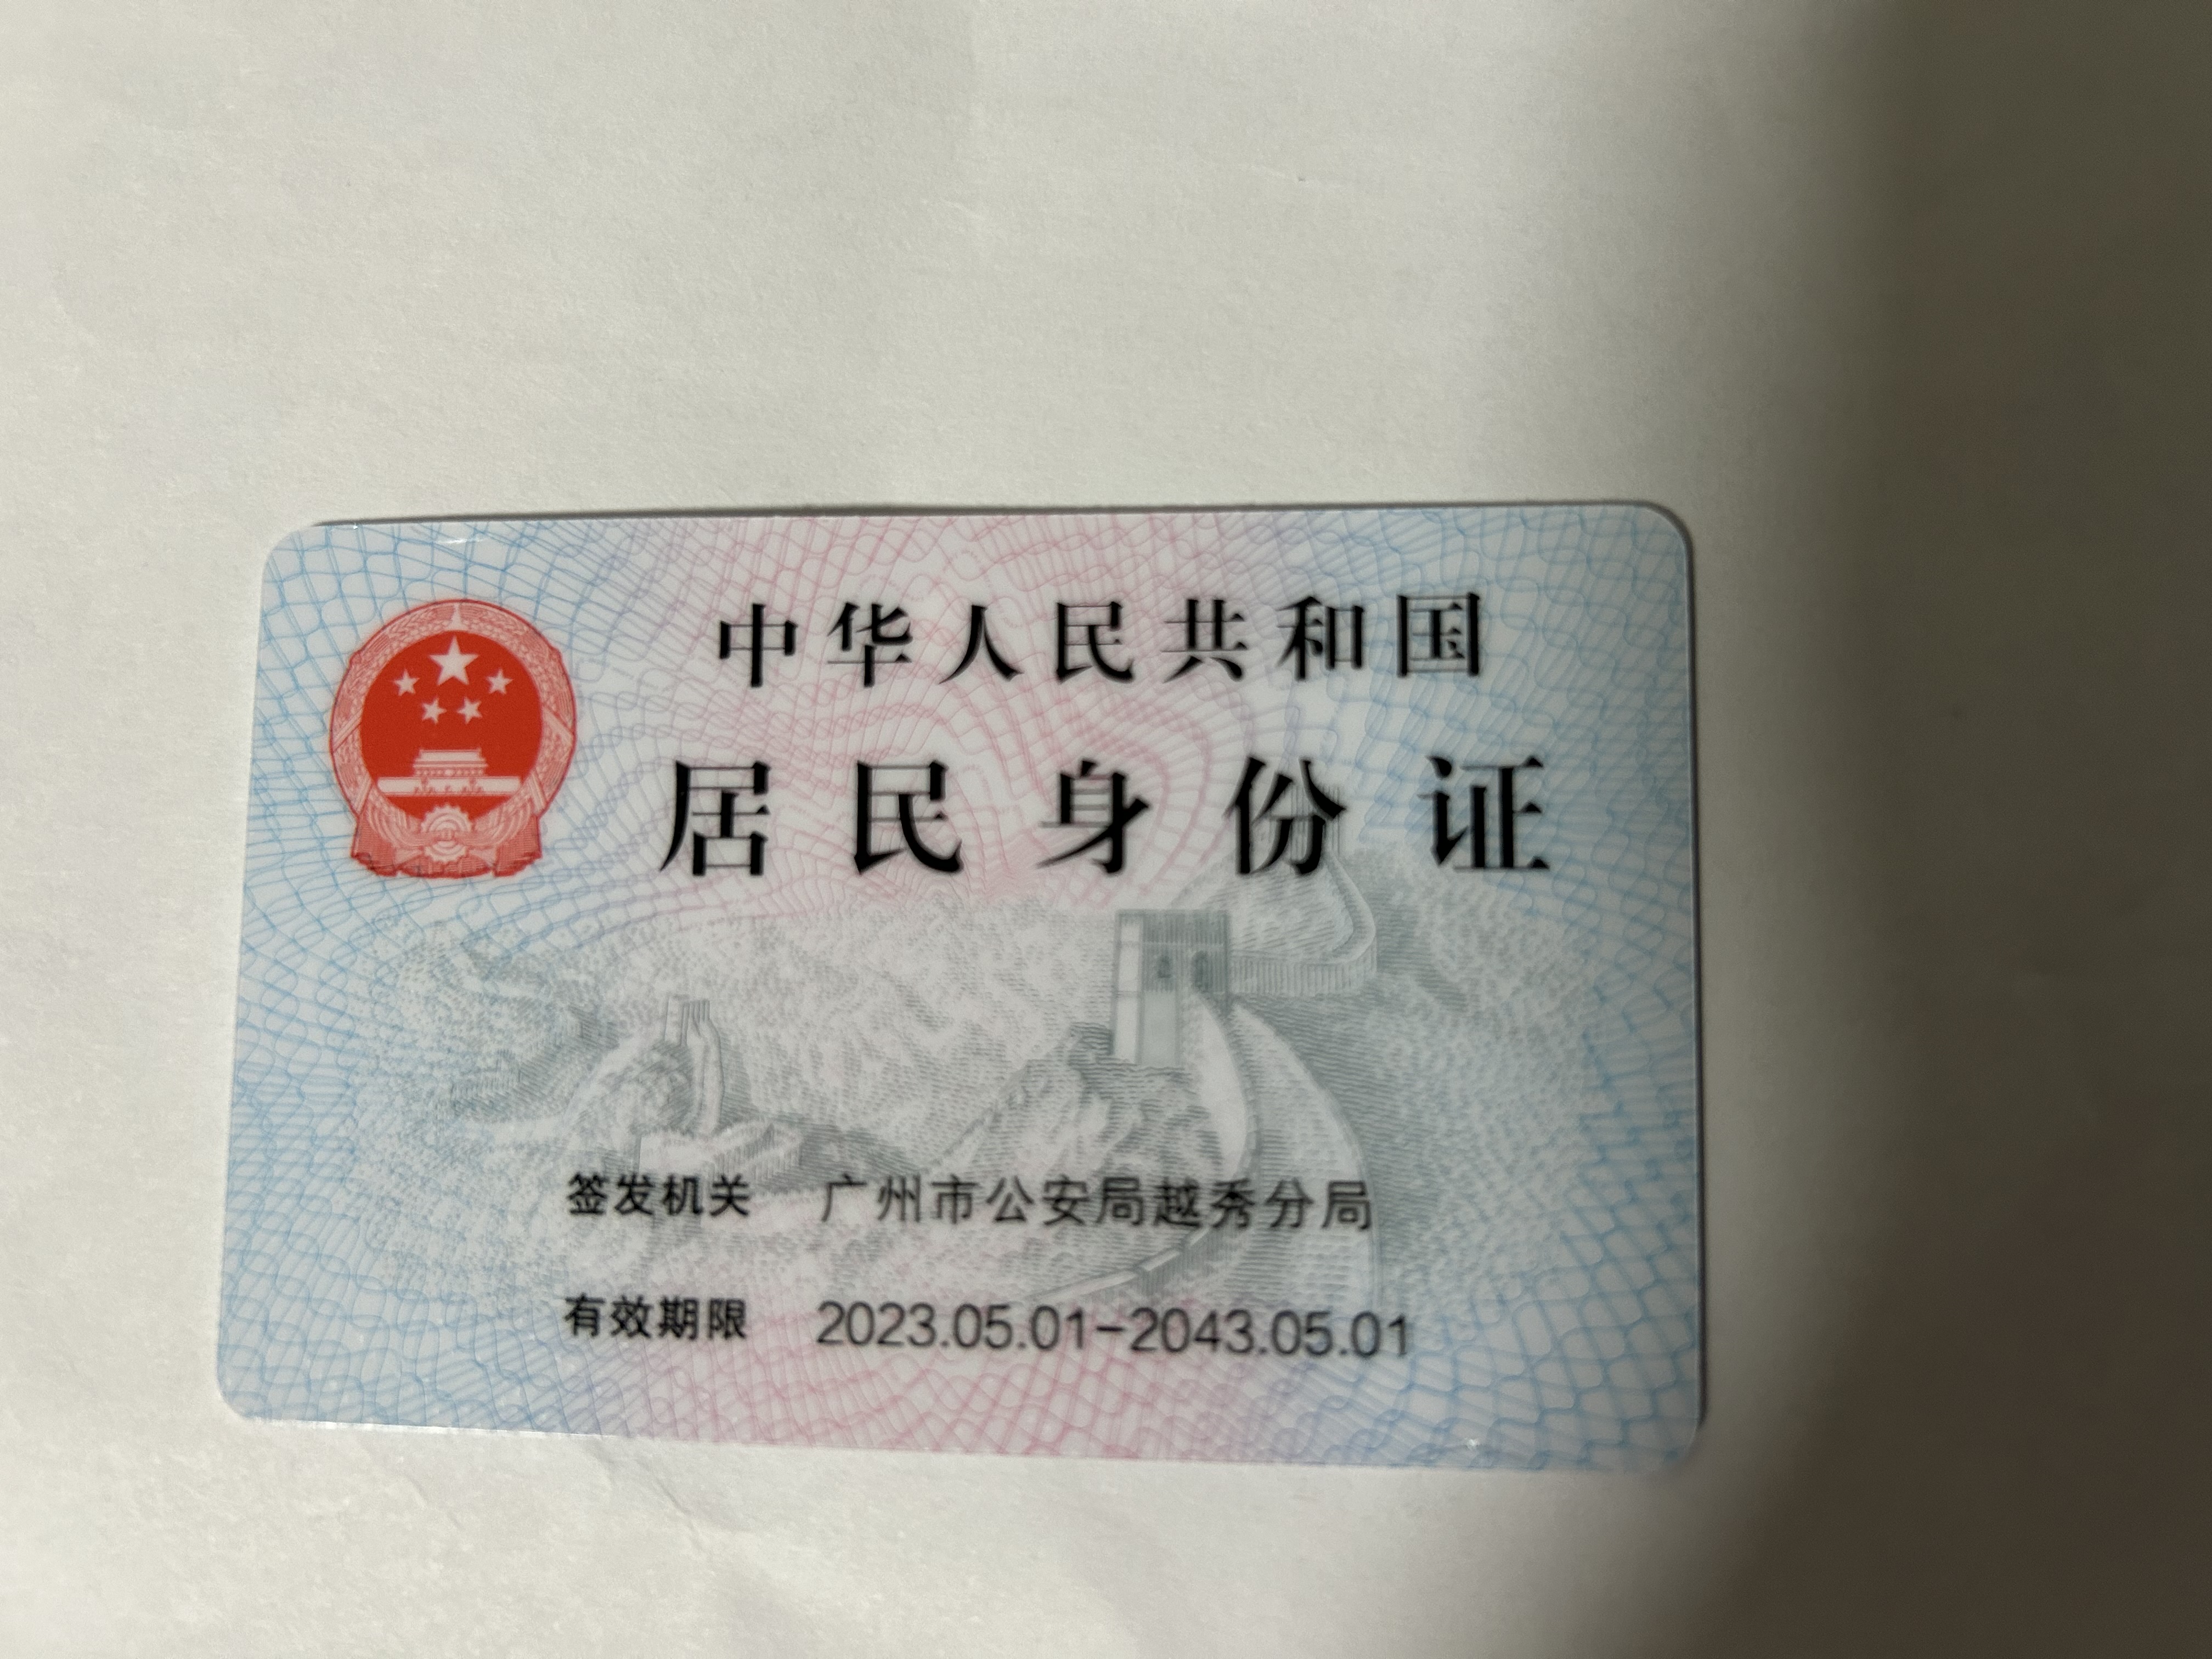 中华人民共和国
居民身份证
签发机关 广州市公安局越秀分局
有效期限 2023.05.01-2043.05.01